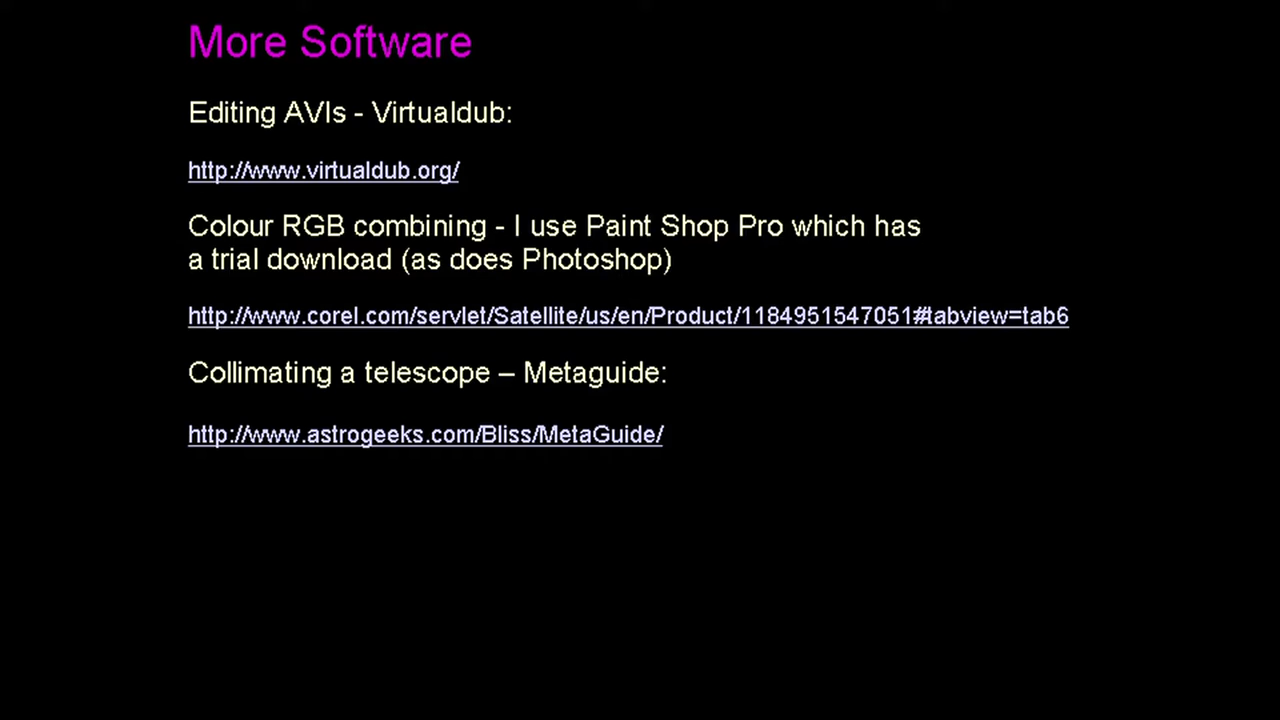 More Software
Editing AVIs - Virtualdub:
http://www.virtualdub.org/
Colour RGB combining - I use Paint Shop Pro which has
a trial download (as does Photoshop)
http://www.corel.com/servlet/Satellite/us/en/Product/1184951547051#tabview=tab6
Collimating a telescope – Metaguide:
http://www.astrogeeks.com/Bliss/MetaGuide/